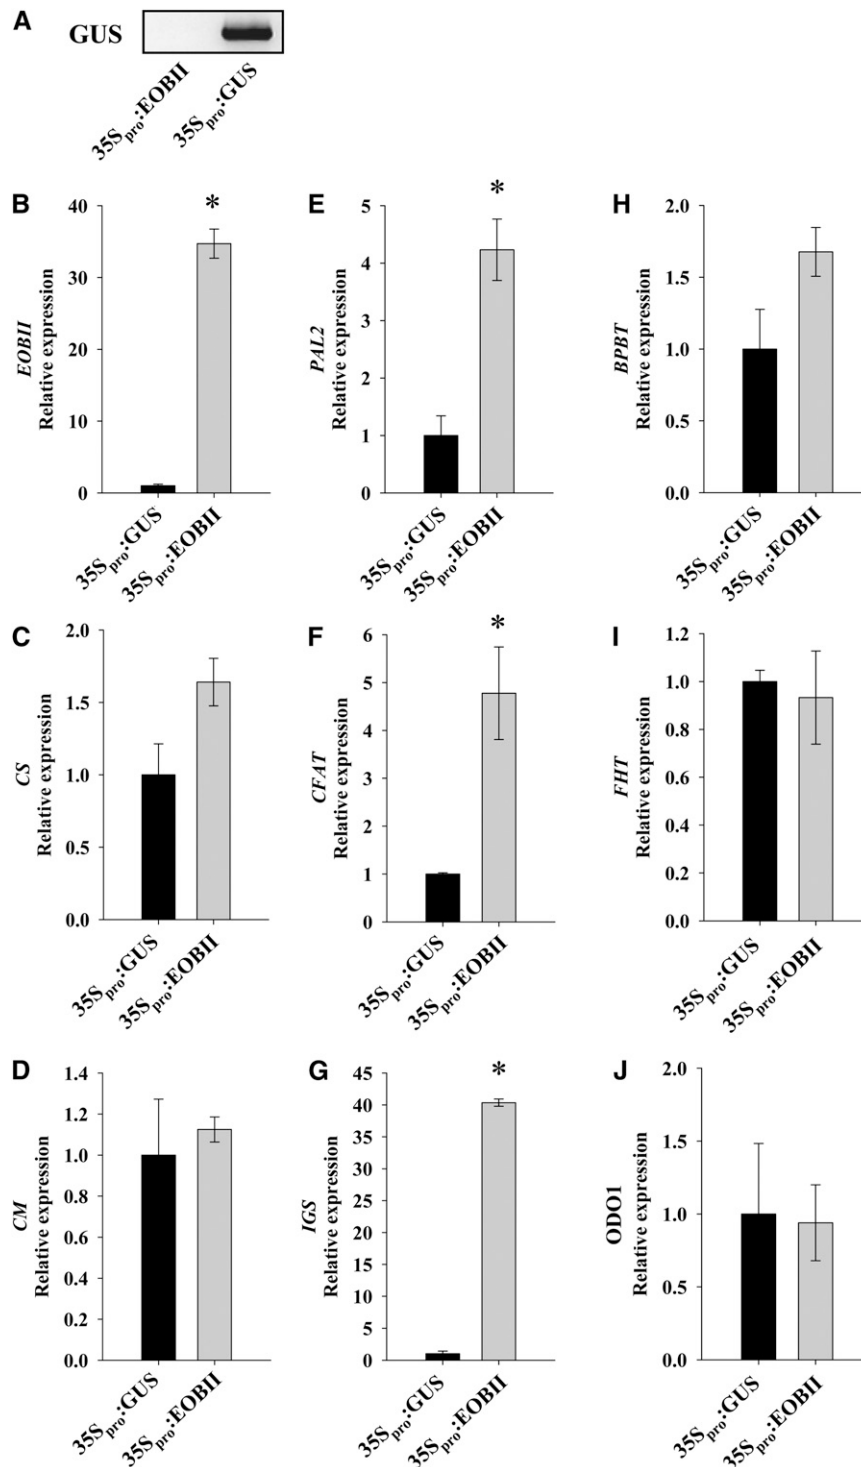 A
GUS
35Spro:EOBII
35Spro:GUS
B
EOBII
Relative expression
40
30
20
10
0
*
35Spro:GUS
35Spro:EOBII
E
PAL2
Relative expression
5
4
3
2
1
0
*
35Spro:GUS
35Spro:EOBII
H
BPBT
Relative expression
2.0
1.5
1.0
0.5
0.0
35Spro:GUS
35Spro:EOBII
C
CS
Relative expression
2.0
1.5
1.0
0.5
0.0
35Spro:GUS
35Spro:EOBII
F
CFAT
Relative expression
6
5
4
3
2
1
0
*
35Spro:GUS
35Spro:EOBII
I
FHT
Relative expression
1.2
1.0
0.8
0.6
0.4
0.2
0.0
35Spro:GUS
35Spro:EOBII
D
CM
Relative expression
1.4
1.2
1.0
0.8
0.6
0.4
0.2
0.0
35Spro:GUS
35Spro:EOBII
G
IGS
Relative expression
45
40
35
30
25
20
15
10
5
0
*
35Spro:GUS
35Spro:EOBII
J
ODO1
Relative expression
2.0
1.5
1.0
0.5
0.0
35Spro:GUS
35Spro:EOBII